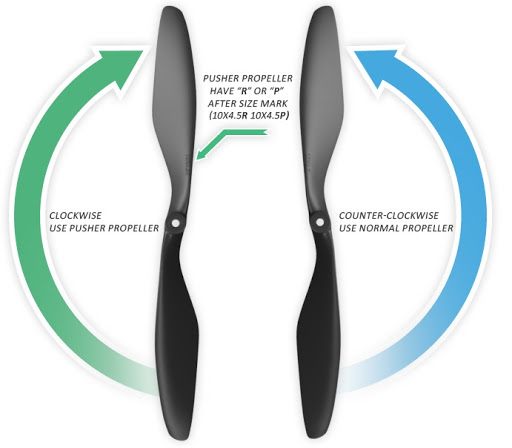 PUSHER PROPELLER
HAVE "R" OR "P"
AFTER SIZE MARK
(10X4.5R 10X4.5P)
CLOCKWISE
USE PUSHER PROPELLER
COUNTER-CLOCKWISE
USE NORMAL PROPELLER